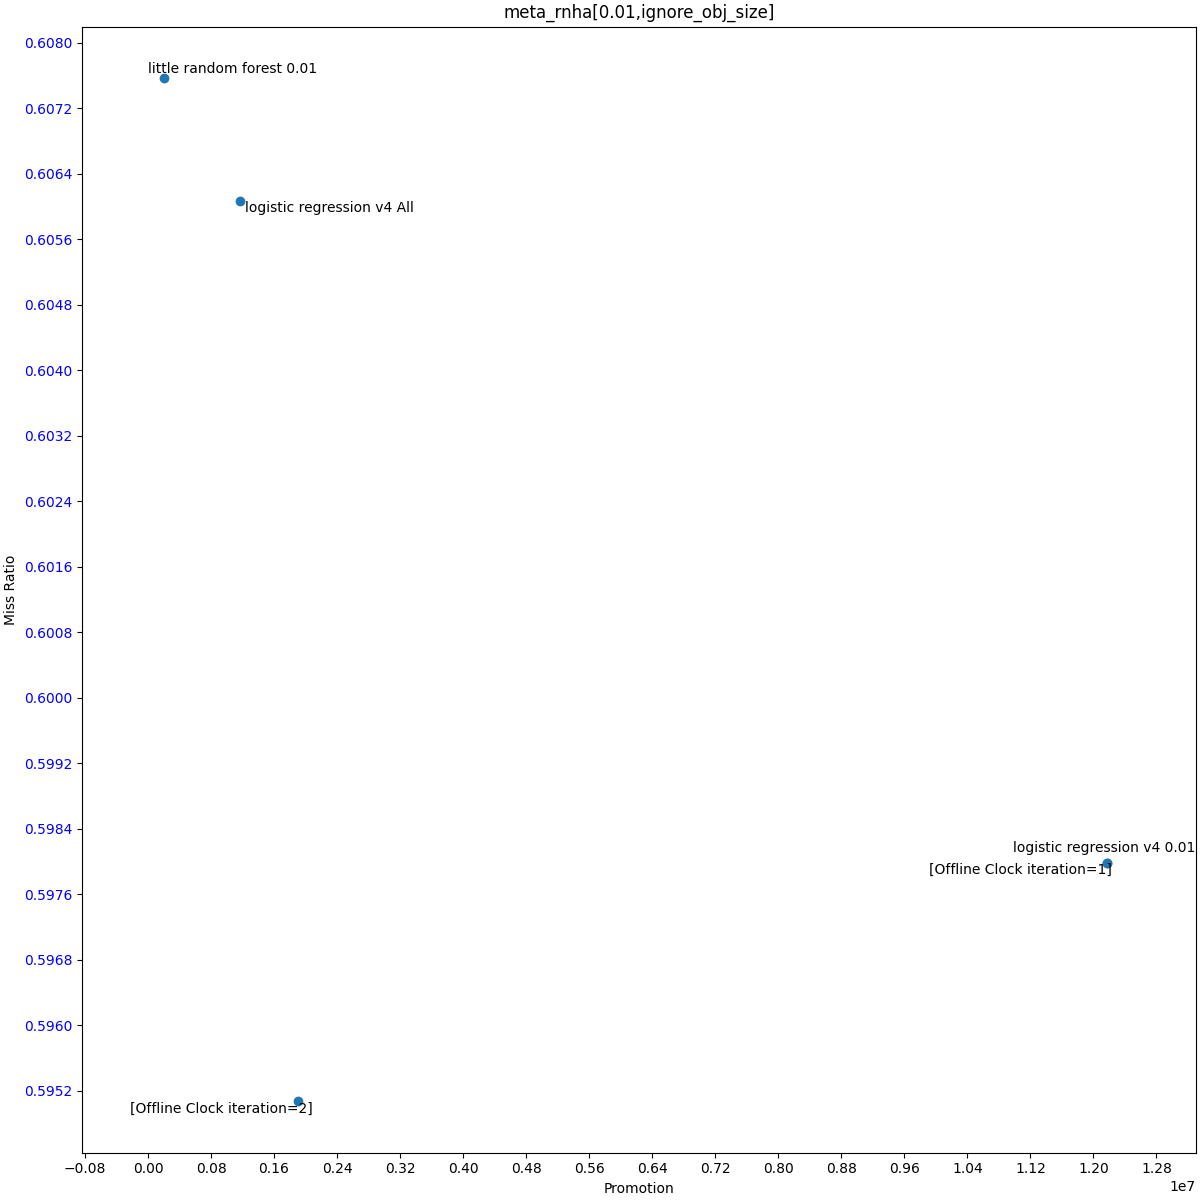 meta_rnha[0.01,ignore_obj_size]
0.6080
little random forest 0.01
0.6072
0.6064
logistic regression v4 All
0.6056
0.6048
0.6040
0.6032
0.6024
0.6016
Miss Ratio
0.6008
0.6000
0.5992
0.5984
logistic regression v4 0.01
[Offline Clock iteration=1]
0.5976
0.5968
0.5960
0.5952
[Offline Clock iteration=2]
−0.08 0.00 0.08 0.16 0.24 0.32 0.40 0.48 0.56 0.64 0.72 0.80 0.88 0.96 1.04 1.12 1.20 1.28
1e7
Promotion